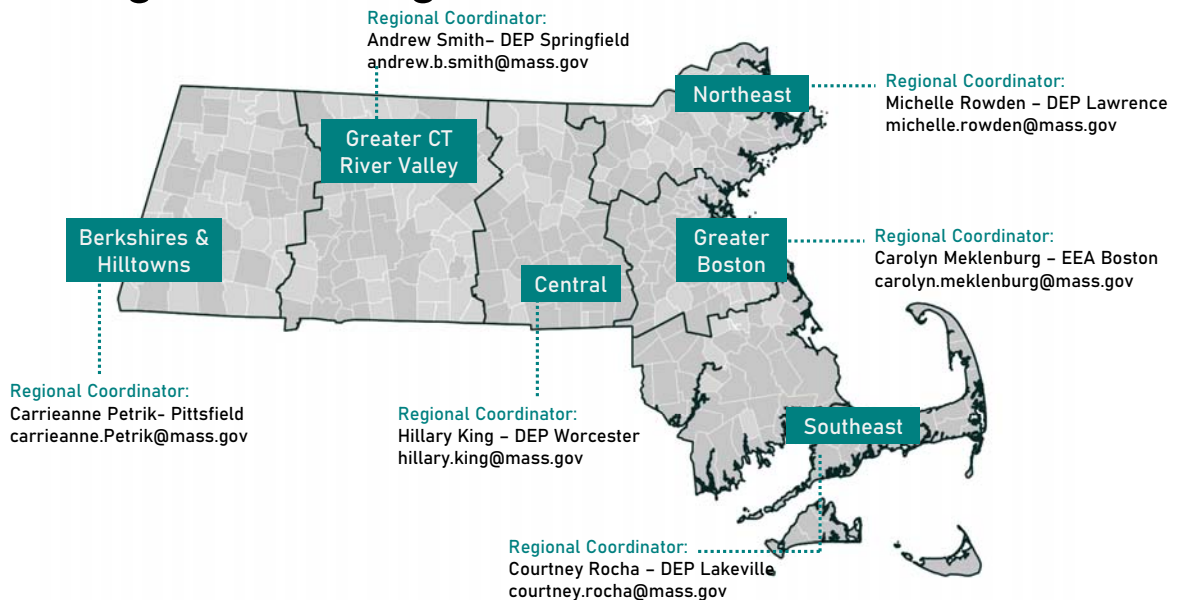 Regional Coordinator:
Andrew Smith– DEP Springfield
andrew.b.smith@mass.gov
Northeast
Regional Coordinator:
Michelle Rowden – DEP Lawrence
michelle.rowden@mass.gov
Greater CT
River Valley
Berkshires &
Hilltowns
Greater
Boston
Regional Coordinator:
Carolyn Meklenburg – EEA Boston
carolyn.meklenburg@mass.gov
Central
Regional Coordinator:
Carrieanne Petrik- Pittsfield
carrieanne.Petrik@mass.gov
Regional Coordinator:
Hillary King – DEP Worcester
hillary.king@mass.gov
Southeast
Regional Coordinator:
Courtney Rocha – DEP Lakeville
courtney.rocha@mass.gov